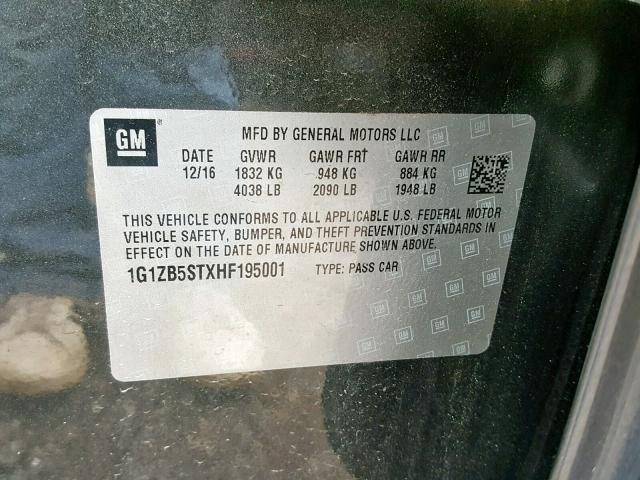 GM
MFD BY GENERAL MOTORS LLC
DATE GVWR GAWR FRT GAWR RR
12/16 1832 KG 948 KG 884 KG
4038 LB 2090 LB 1948 LB
THIS VEHICLE CONFORMS TO ALL APPLICABLE U.S. FEDERAL MOTOR
VEHICLE SAFETY, BUMPER, AND THEFT PREVENTION STANDARDS IN
EFFECT ON THE DATE OF MANUFACTURE SHOWN ABOVE.
1G1ZB5STXHF195001 TYPE: PASS CAR